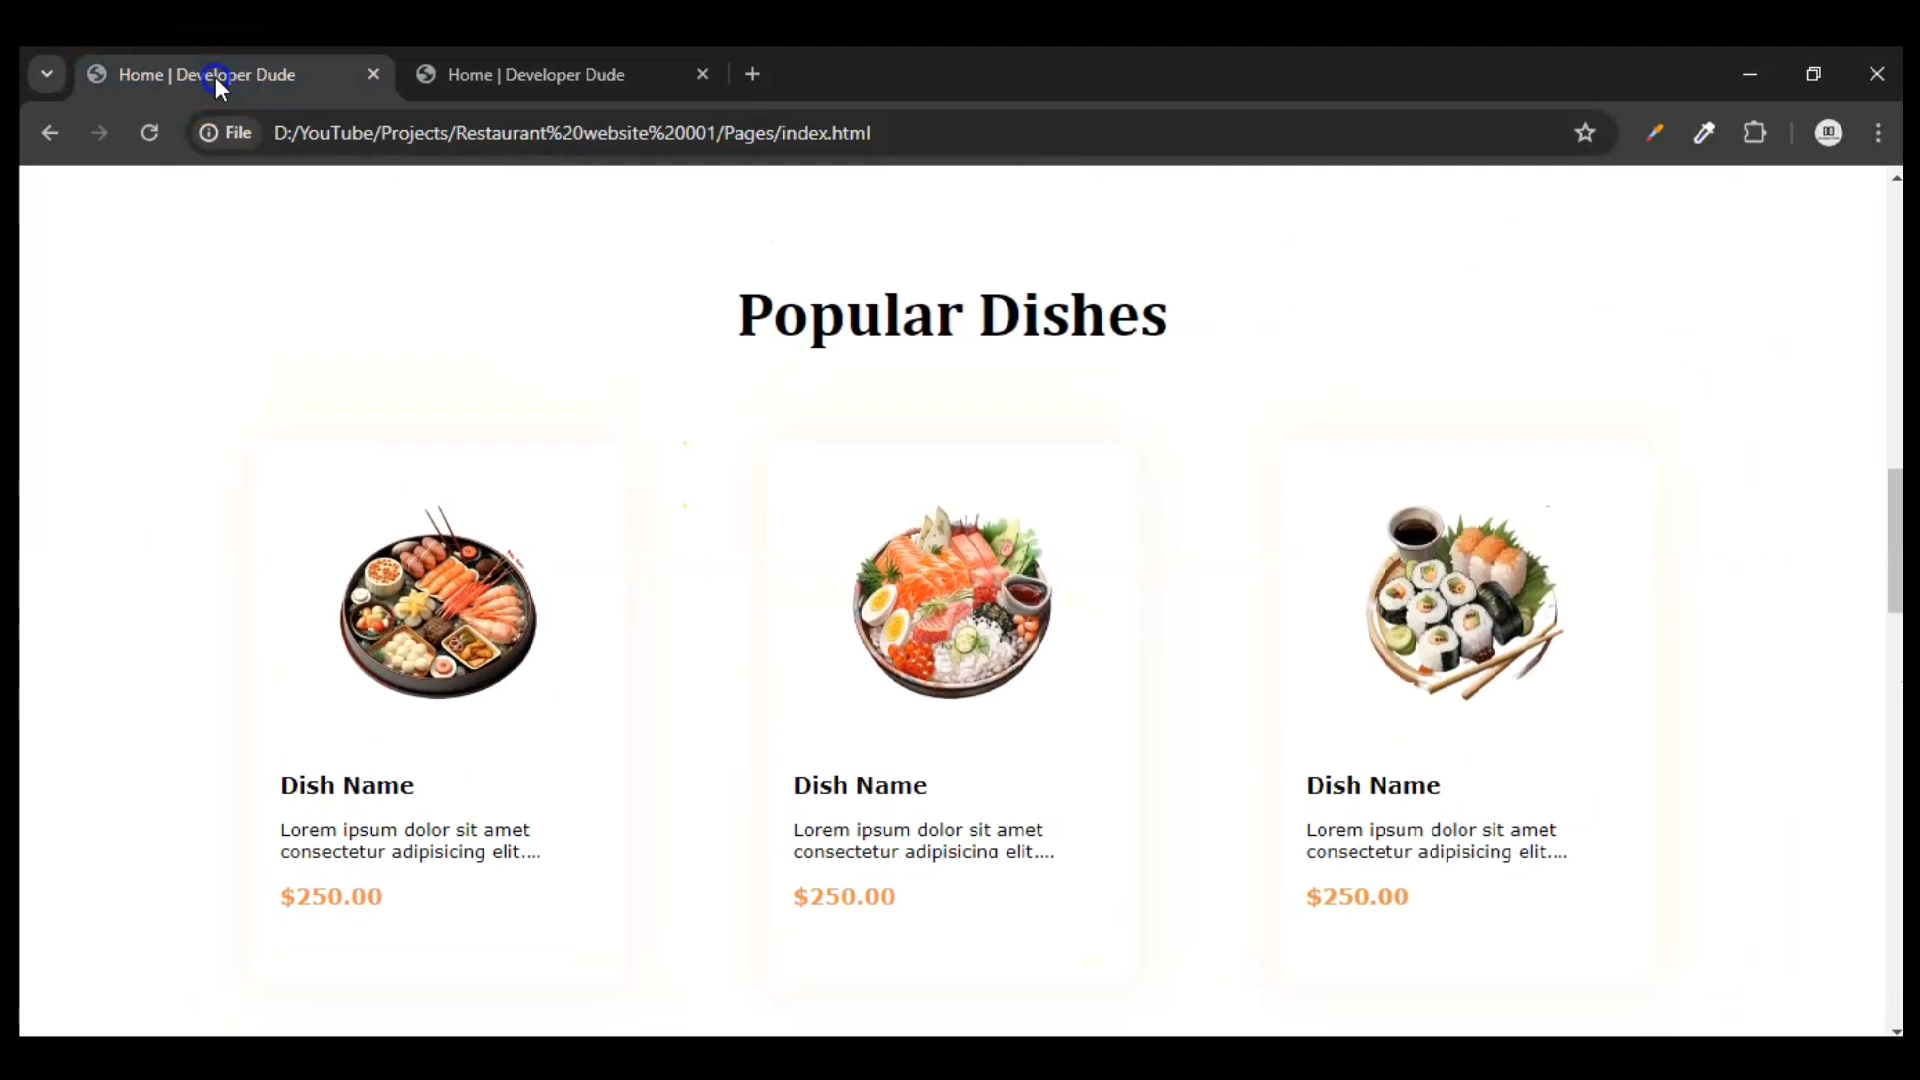 Home | Developer Dude
Home | Developer Dude
File
D:/YouTube/Projects/Restaurant%20website%20001/Pages/index.html
Popular Dishes
Dish Name
Lorem ipsum dolor sit amet
consectetur adipisicing elit....
$250.00
Dish Name
Lorem ipsum dolor sit amet
consectetur adipisicing elit....
$250.00
Dish Name
Lorem ipsum dolor sit amet
consectetur adipisicing elit....
$250.00